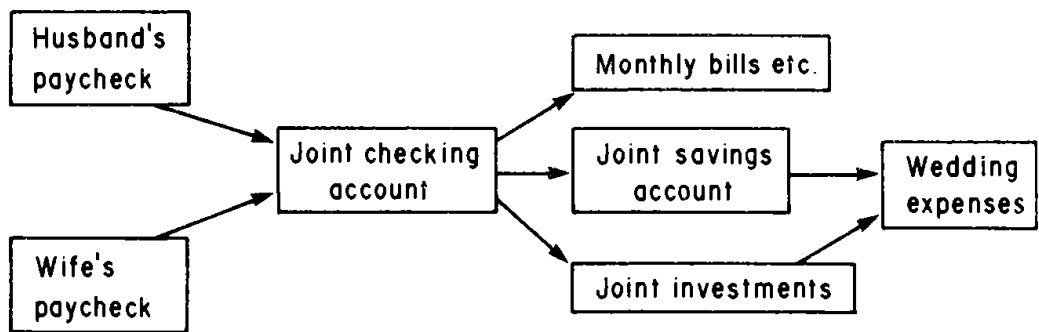 Husband's
paycheck
Wife's
paycheck
Joint checking
account
Monthly bills etc.
Joint savings
account
Joint investments
Wedding
expenses